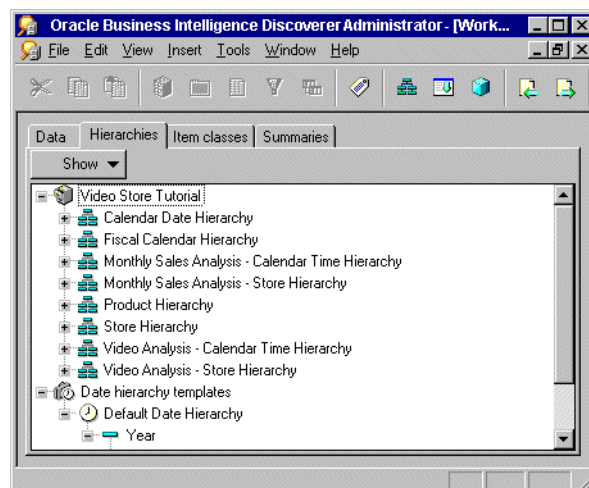 Oracle Business Intelligence Discoverer Administrator - [Work...
File Edit View Insert Tools Window Help
Data Hierarchies Item classes Summaries
Show
Video Store Tutorial
Calendar Date Hierarchy
Fiscal Calendar Hierarchy
Monthly Sales Analysis - Calendar Time Hierarchy
Monthly Sales Analysis - Store Hierarchy
Product Hierarchy
Store Hierarchy
Video Analysis - Calendar Time Hierarchy
Video Analysis - Store Hierarchy
Date hierarchy templates
Default Date Hierarchy
Year